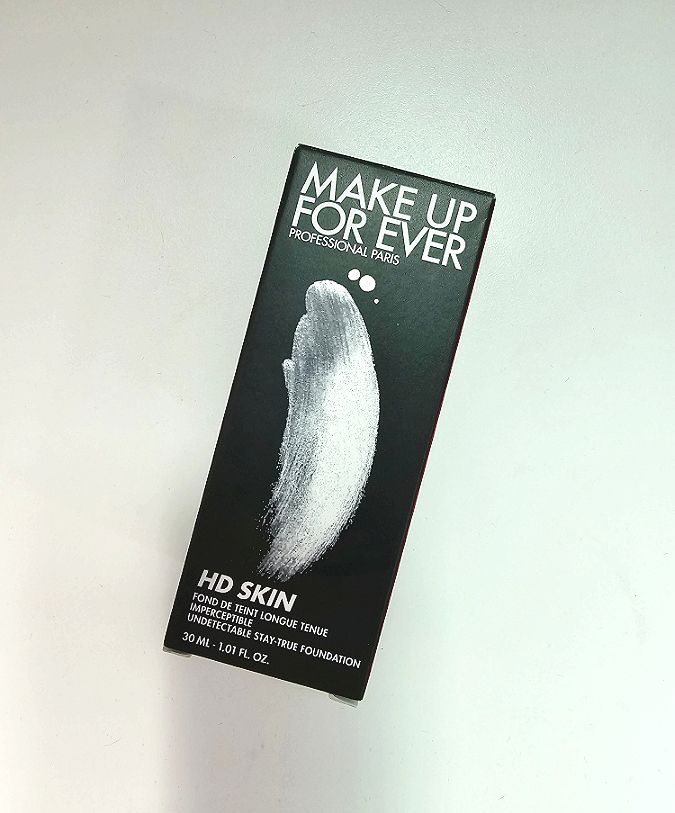 MAKE UP
FOR EVER
PROFESSIONAL PARIS
HD SKIN
FOND DE TEINT LONGUE TENUE
IMPERCEPTIBLE
UNDETECTABLE STAY-TRUE FOUNDATION
30 ML - 1.01 FL. OZ.